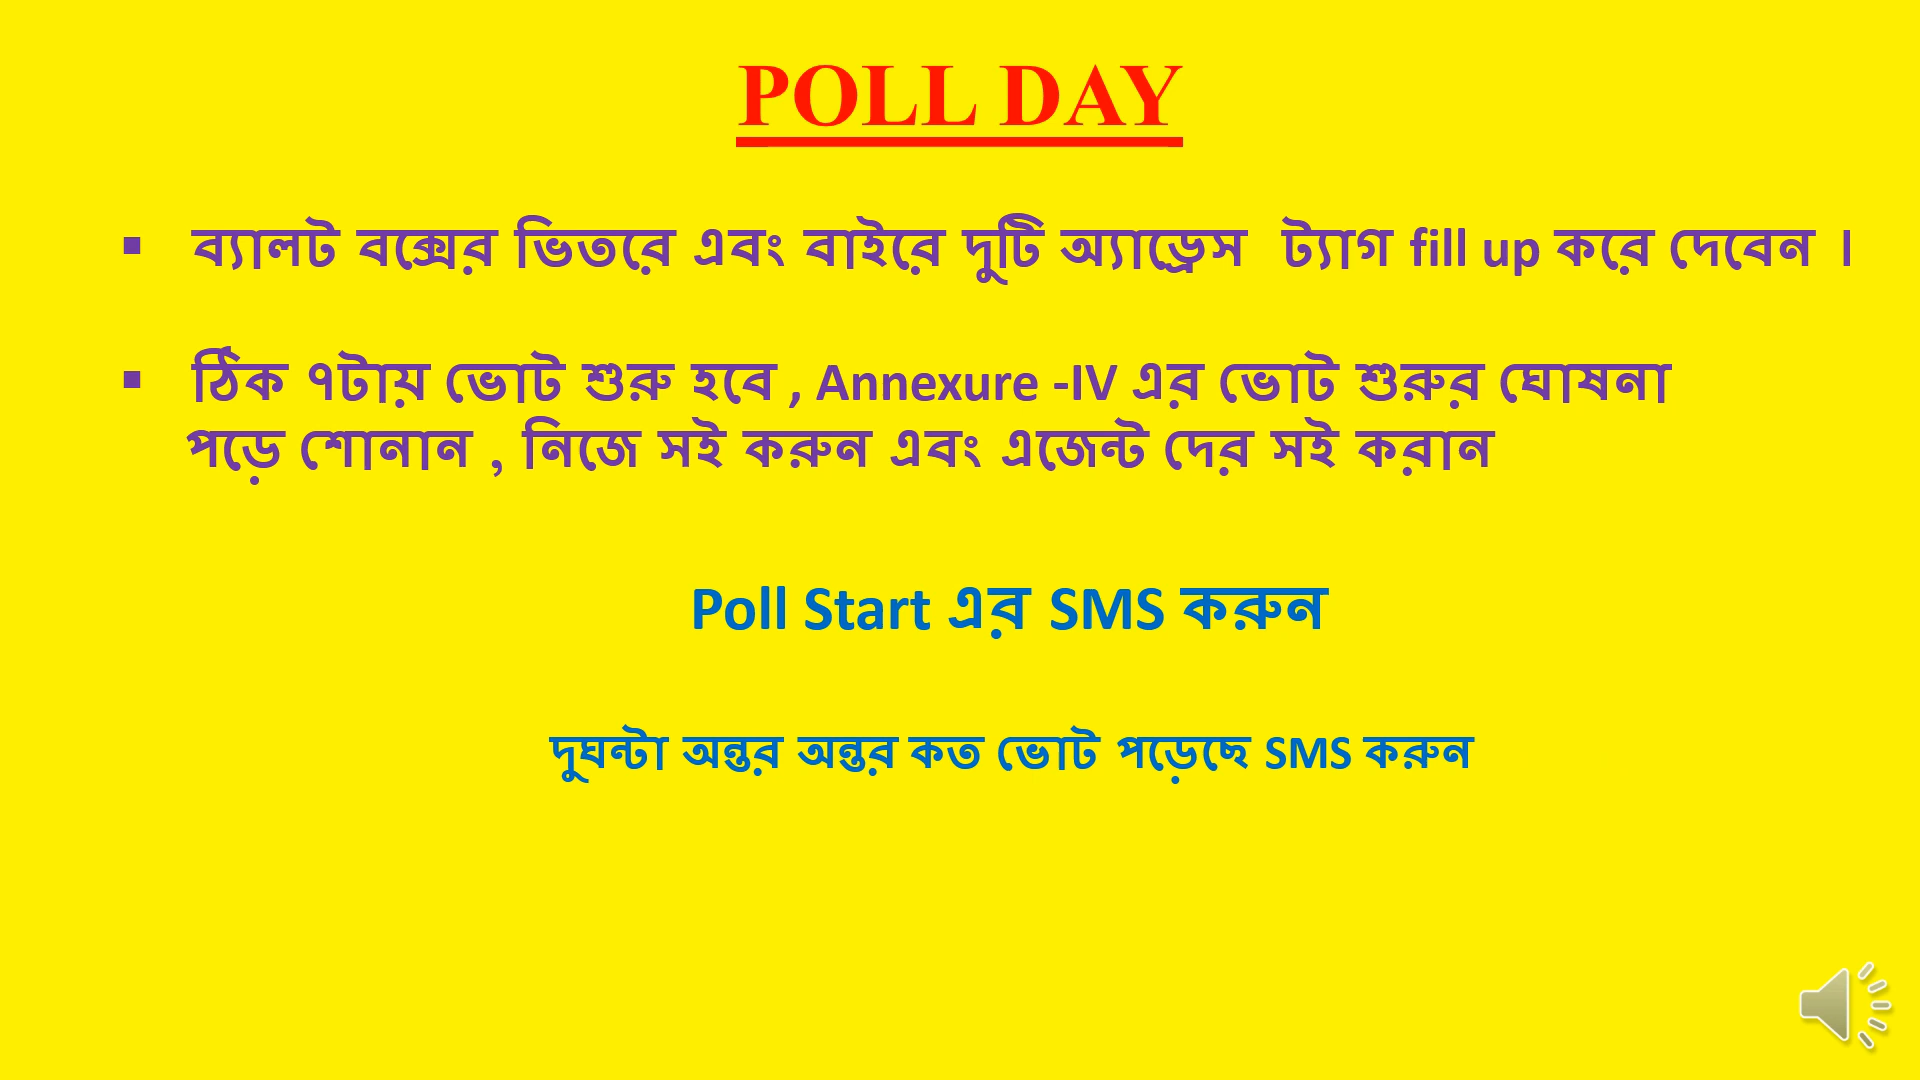 POLL DAY
▪ ব্যালট বক্সের ভিতরে এবং বাইরে দুটি অ্যাড্রেস ট্যাগ fill up করে দেবেন ।
▪ ঠিক ৭টায় ভোট শুরু হবে , Annexure -IV এর ভোট শুরুর ঘোষনা
পড়ে শোনান , নিজে সই করুন এবং এজেন্ট দের সই করান
Poll Start এর SMS করুন
দুঘন্টা অন্তর অন্তর কত ভোট পড়েছে SMS করুন